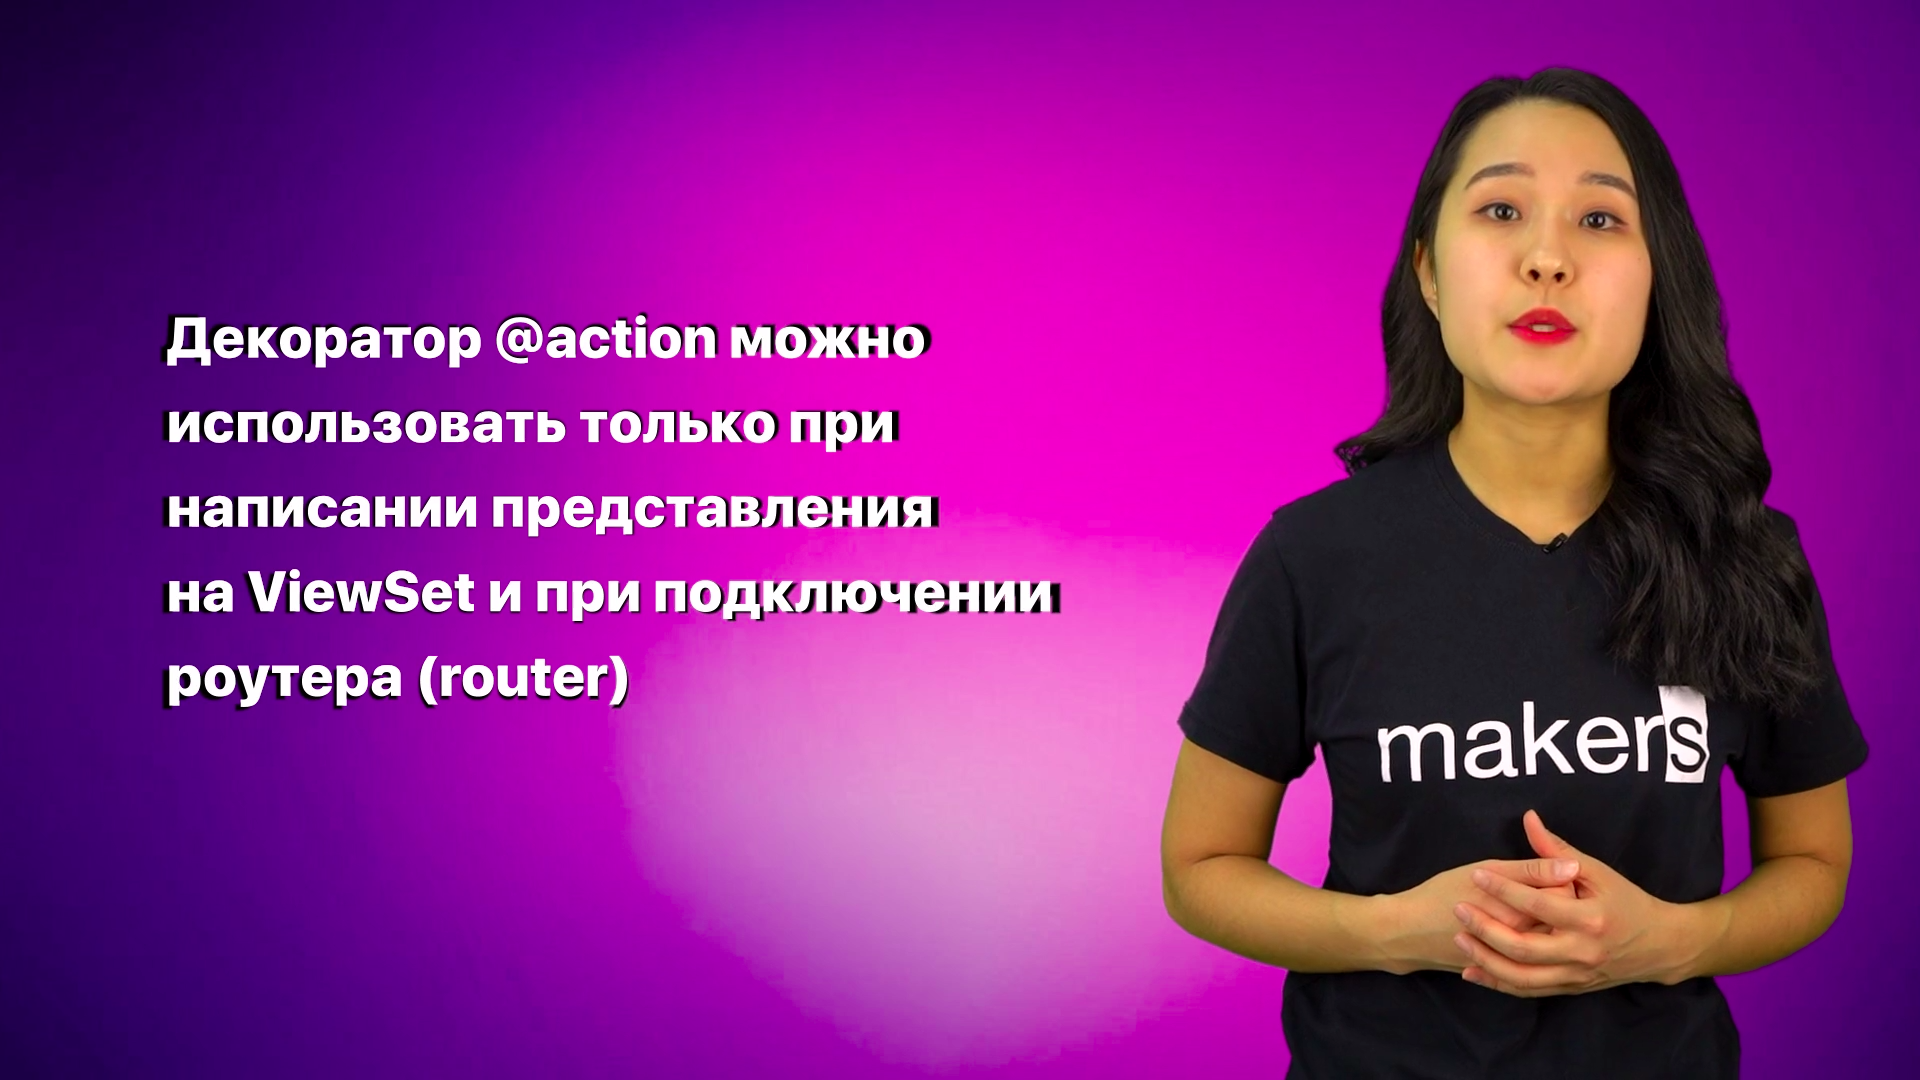 Декоратор @action можно
использовать только при
написании представления
на ViewSet и при подключении
роутера (router)
makers